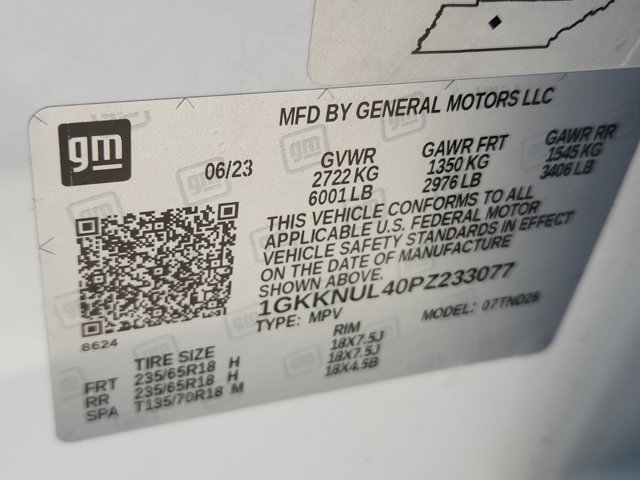 MFD BY GENERAL MOTORS LLC
gm
06/23
GVWR
2722 KG
6001 LB
GAWR FRT
1350 KG
2976 LB
GAWR RR
1545 KG
3406 LB
THIS VEHICLE CONFORMS TO ALL
APPLICABLE U.S. FEDERAL MOTOR
VEHICLE SAFETY STANDARDS IN EFFECT
ON THE DATE OF MANUFACTURE
SHOWN ABOVE.
1GKKNUL40PZ233077
TYPE: MPV
MODEL: 07TND26
8624
TIRE SIZE
RIM
FRT 235/65R18 H 18X7.5J
RR 235/65R18 H 18X7.5J
SPA T135/70R18 M 18X4.5B